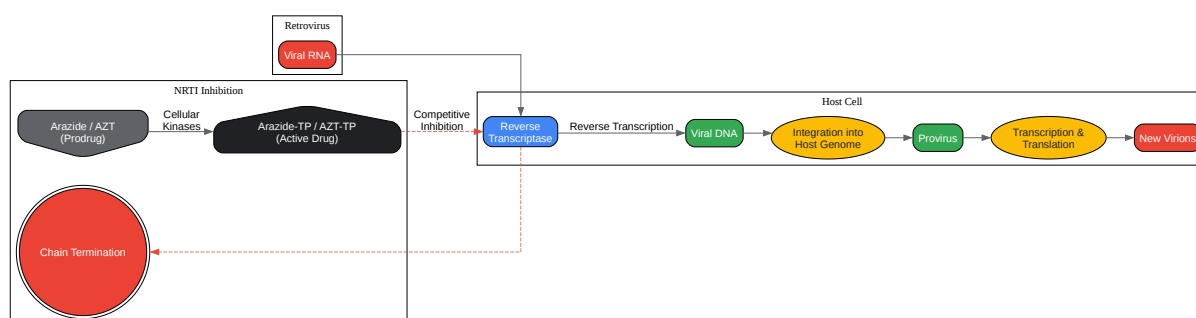 Retrovirus
Viral RNA
NRTI Inhibition
Arazide / AZT
(Prodrug)
Cellular
Kinases
Arazide-TP / AZT-TP
(Active Drug)
Competitive
Inhibition
Host Cell
Reverse
Transcriptase
Reverse Transcription
Viral DNA
Integration into
Host Genome
Provirus
Transcription &
Translation
New Virions
Chain Termination